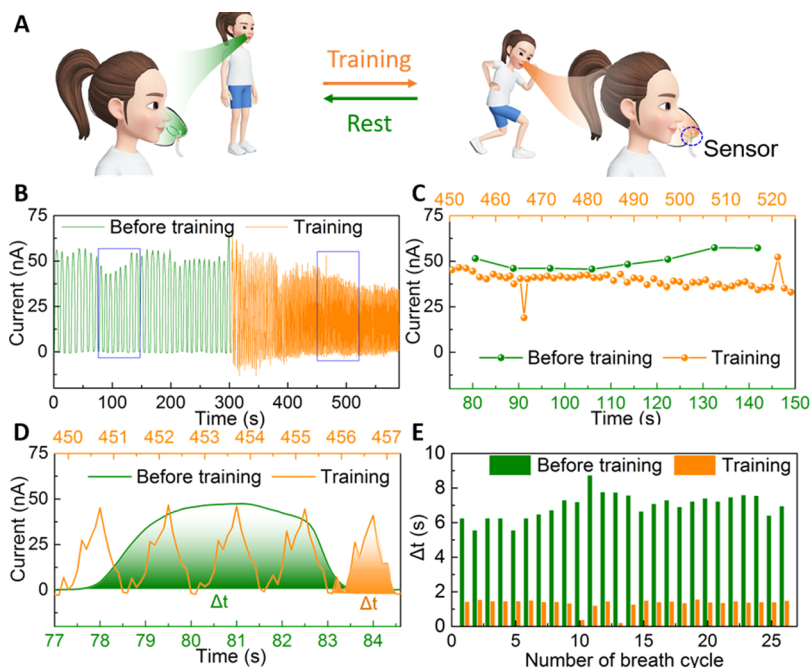 A
Training
Rest
Sensor
B
Before training
Training
Current (nA)
75
50
25
0
0 100 200 300 400 500
Time (s)
C
450 460 470 480 490 500 510 520
Current (nA)
75
50
25
0
Before training
Training
80 90 100 110 120 130 140 150
Time (s)
D
450 451 452 453 454 455 456 457
Current (nA)
75
50
25
0
Before training
Training
Δt
Δt
77 78 79 80 81 82 83 84
Time (s)
E
Before training
Training
Δt (s)
10
8
6
4
2
0
0 5 10 15 20 25
Number of breath cycle